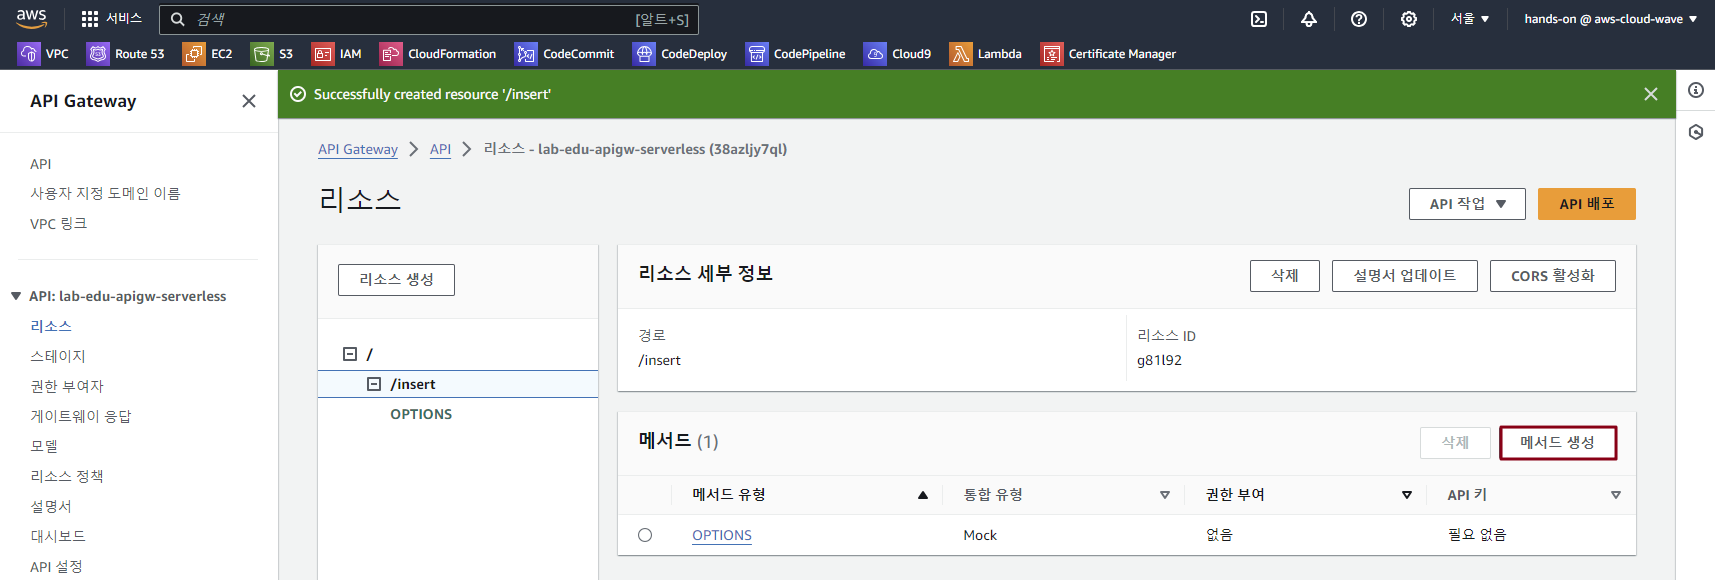 aws
서비스
검색
[알트+S]
서울 ▼
hands-on @ aws-cloud-wave ▼
VPC
Route 53
EC2
S3
IAM
CloudFormation
CodeCommit
CodeDeploy
CodePipeline
Cloud9
Lambda
Certificate Manager
API Gateway
API
사용자 지정 도메인 이름
VPC 링크
API: lab-edu-apigw-serverless
리소스
스테이지
권한 부여자
게이트웨이 응답
모델
리소스 정책
설명서
대시보드
API 설정
Successfully created resource '/insert'
API Gateway > API > 리소스 - lab-edu-apigw-serverless (38azljy7ql)
리소스
API 작업 ▼
API 배포
리소스 생성
/
/insert
OPTIONS
리소스 세부 정보
삭제
설명서 업데이트
CORS 활성화
경로
/insert
리소스 ID
g81l92
메서드 (1)
삭제
메서드 생성
메서드 유형
통합 유형
권한 부여
API 키
OPTIONS
Mock
없음
필요 없음